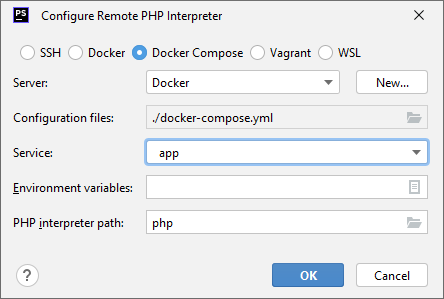 PS Configure Remote PHP Interpreter
SSH Docker Docker Compose Vagrant WSL
Server: Docker New...
Configuration files: ./docker-compose.yml
Service: app
Environment variables:
PHP interpreter path: php
? OK Cancel